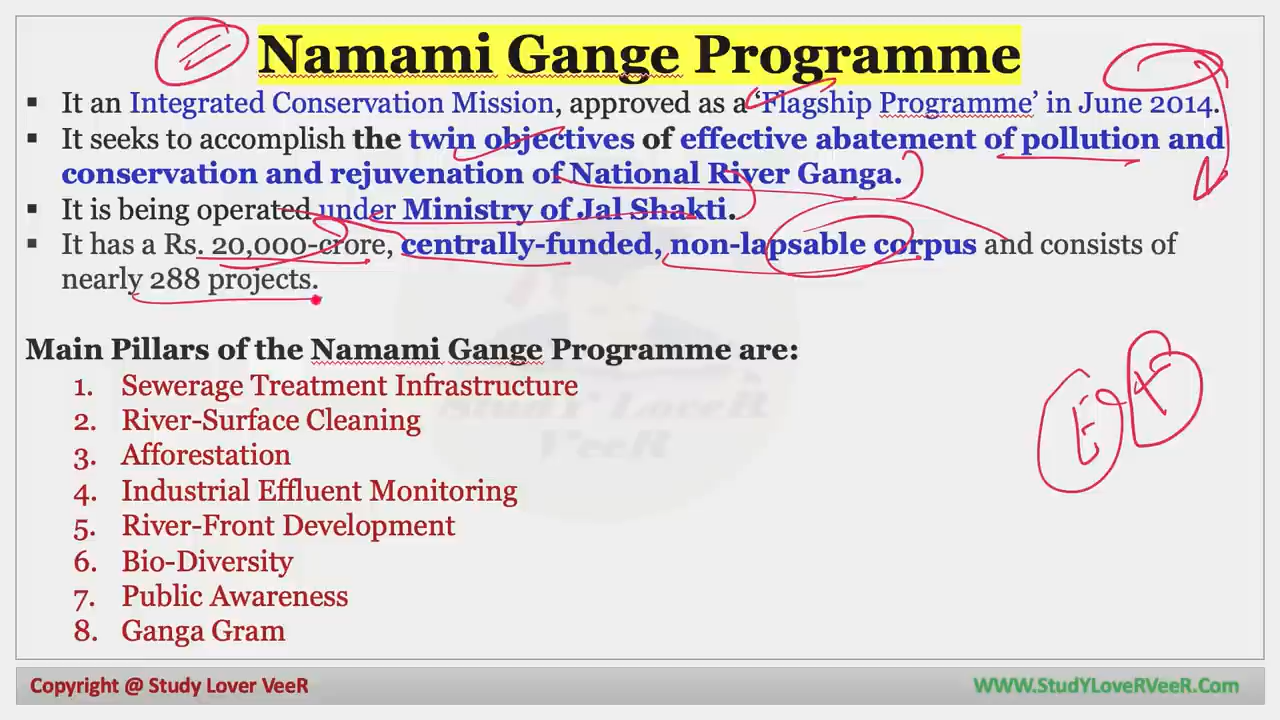 Namami Gange Programme
▪ It an Integrated Conservation Mission, approved as a ‘Flagship Programme’ in June 2014.
▪ It seeks to accomplish the twin objectives of effective abatement of pollution and
conservation and rejuvenation of National River Ganga.
▪ It is being operated under Ministry of Jal Shakti.
▪ It has a Rs. 20,000-crore, centrally-funded, non-lapsable corpus and consists of
nearly 288 projects.
Main Pillars of the Namami Gange Programme are:
1. Sewerage Treatment Infrastructure
2. River-Surface Cleaning
3. Afforestation
4. Industrial Effluent Monitoring
5. River-Front Development
6. Bio-Diversity
7. Public Awareness
8. Ganga Gram
StudY LoveR
VeeR
Copyright @ Study Lover VeeR
WWW.StudYLoveRVeeR.Com